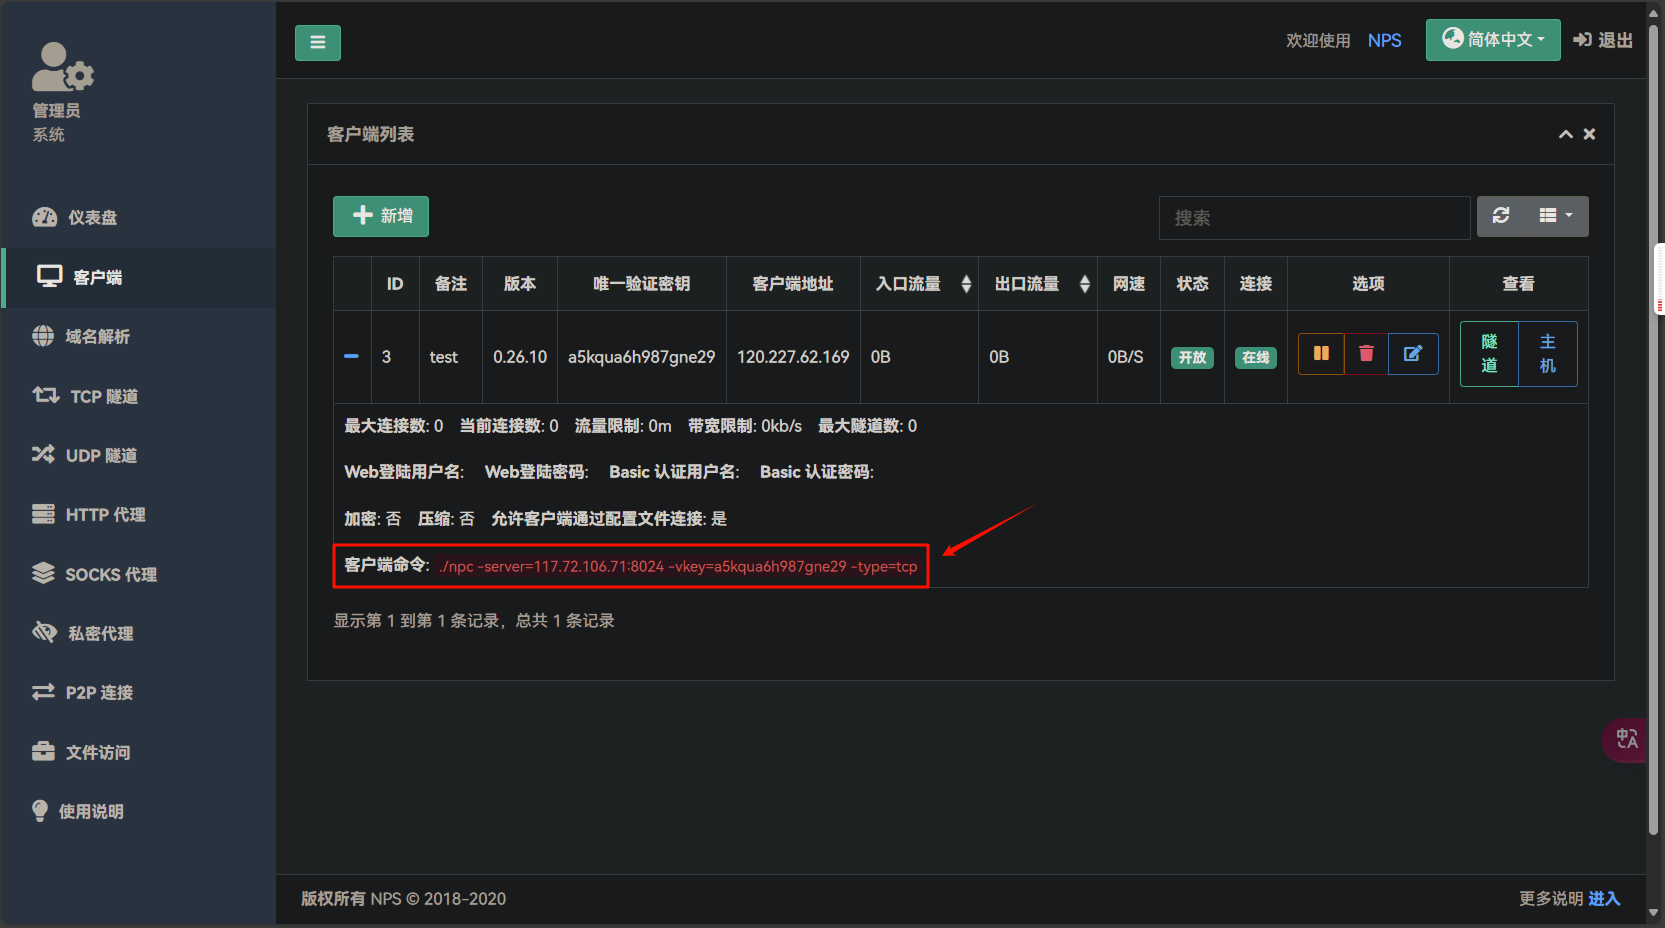 管理员
系统
仪表盘
客户端
域名解析
TCP 隧道
UDP 隧道
HTTP 代理
SOCKS 代理
私密代理
P2P 连接
文件访问
使用说明
欢迎使用 NPS 简体中文 退出
客户端列表
新增 搜索
ID 备注 版本 唯一验证密钥 客户端地址 入口流量 出口流量 网速 状态 连接 选项 查看
3 test 0.26.10 a5kqua6h987gne29 120.227.62.169 0B 0B 0B/S 开放 在线 隧道 主机
最大连接数: 0 当前连接数: 0 流量限制: 0m 带宽限制: 0kb/s 最大隧道数: 0
Web登陆用户名: Web登陆密码: Basic 认证用户名: Basic 认证密码:
加密: 否 压缩: 否 允许客户端通过配置文件连接: 是
客户端命令: ./npc -server=117.72.106.71:8024 -vkey=a5kqua6h987gne29 -type=tcp
显示第 1 到第 1 条记录，总共 1 条记录
中A
版权所有 NPS © 2018-2020 更多说明 进入